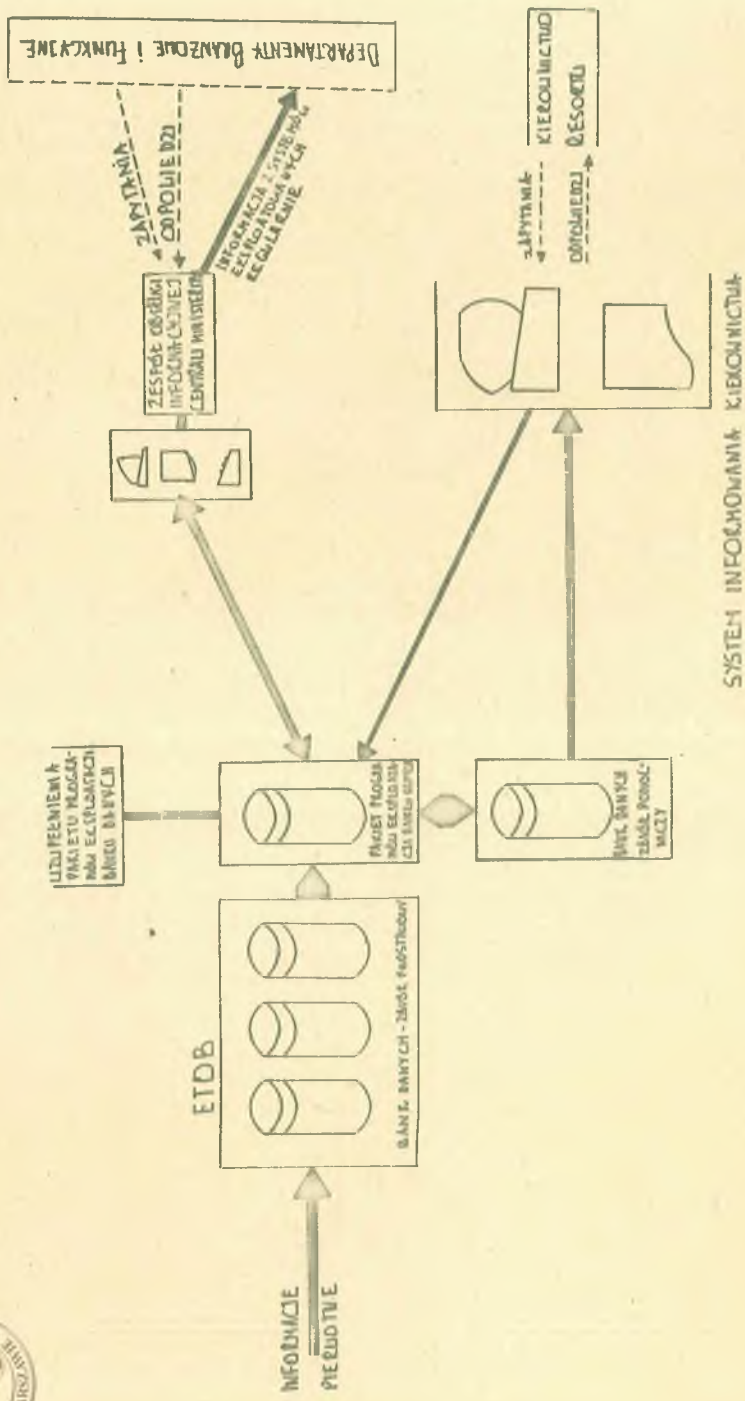 INFORMACJE
PIERWOTNE
ETOB
BANK DANYCH - ZBIÓR PODSTAWOWY
UZUPEŁNIENIA
PAKIETU PROGRA-
MÓW EKSPLOATACJI
BANKU DANYCH
PAKIET PROGRA-
MÓW EKSPLOATA-
CJI BANKU DANYCH
BANK DANYCH
ZBIÓR POMOC-
NICZY
ZESPÓŁ OBSŁUGI
INFORMACYJNEJ
CENTRALI MINISTERSTWA
ZAPYTANIA
ODPOWIEDZI
INFORMACJA Z SYSTEMÓW
EKSPLOATOWANYCH
REGULARNIE
DEPARTAMENTY BRANŻOWE i FUNKCYJNE
ZAPYTANIA
ODPOWIEDZI
KIEROWNICTWO
RESORTU
SYSTEM INFORMOWANIA KIEROWNICTWA